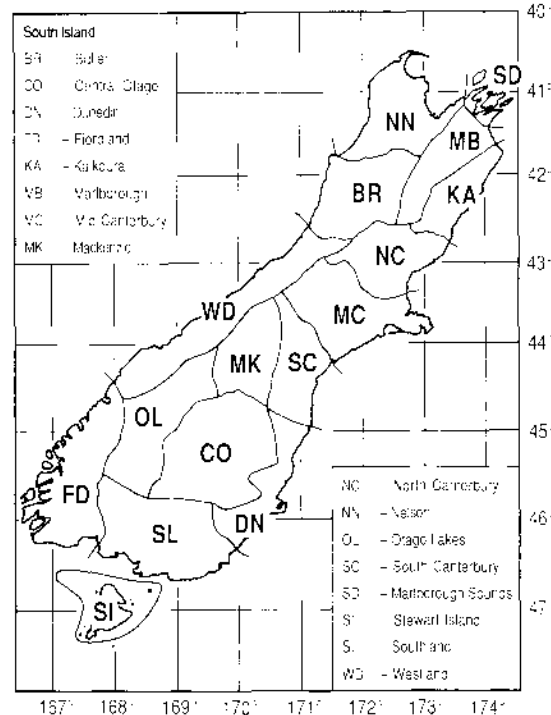 South Island
BR Buller
CO Central Otago
DN Dunedin
FD – Fiordland
KA – Kaikoura
MB Marlborough
MC Mid Canterbury
MK Mackenzie
NN
SD
MB
BR
KA
NC
WD
MC
MK
SC
OL
CO
FD
SL
DN
SI
NC – North Canterbury
NN – Nelson
OL – Otago Lakes
SC – South Canterbury
SD – Marlborough Sounds
SI Stewart Island
SL Southland
WD – Westland
40°
41°
42°
43°
44°
45°
46°
47°
167° 168° 169° 170° 171° 172° 173° 174°